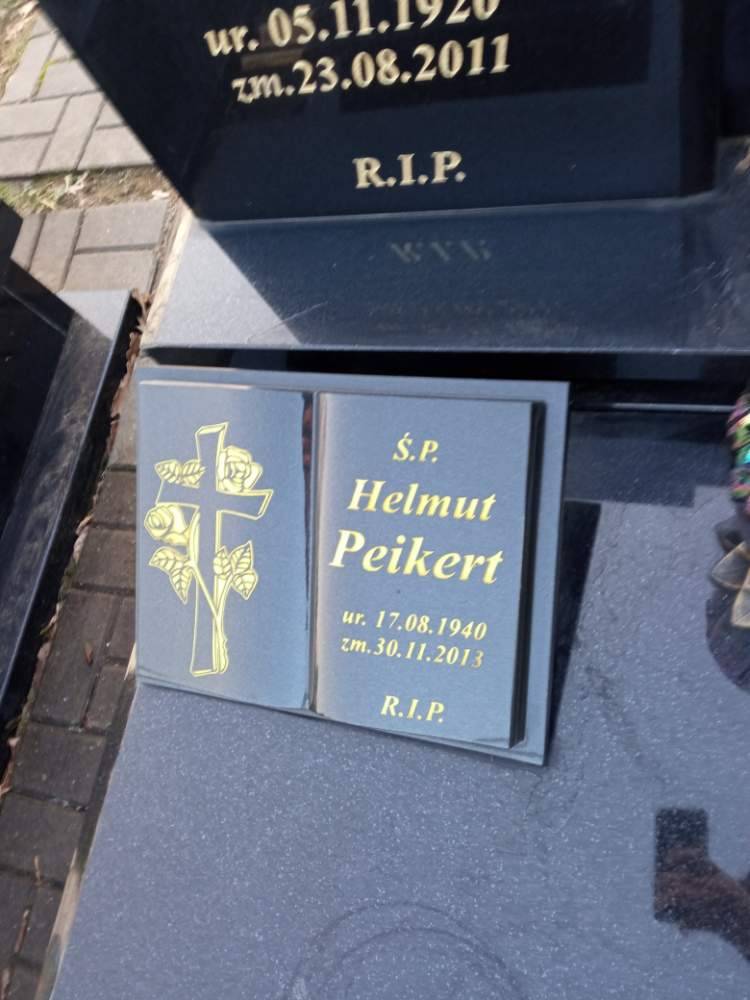 ur. 05.11.1920
zm.23.08.2011
R.I.P.
Ś.P.
Helmut
Peikert
ur. 17.08.1940
zm.30.11.2013
R.I.P.